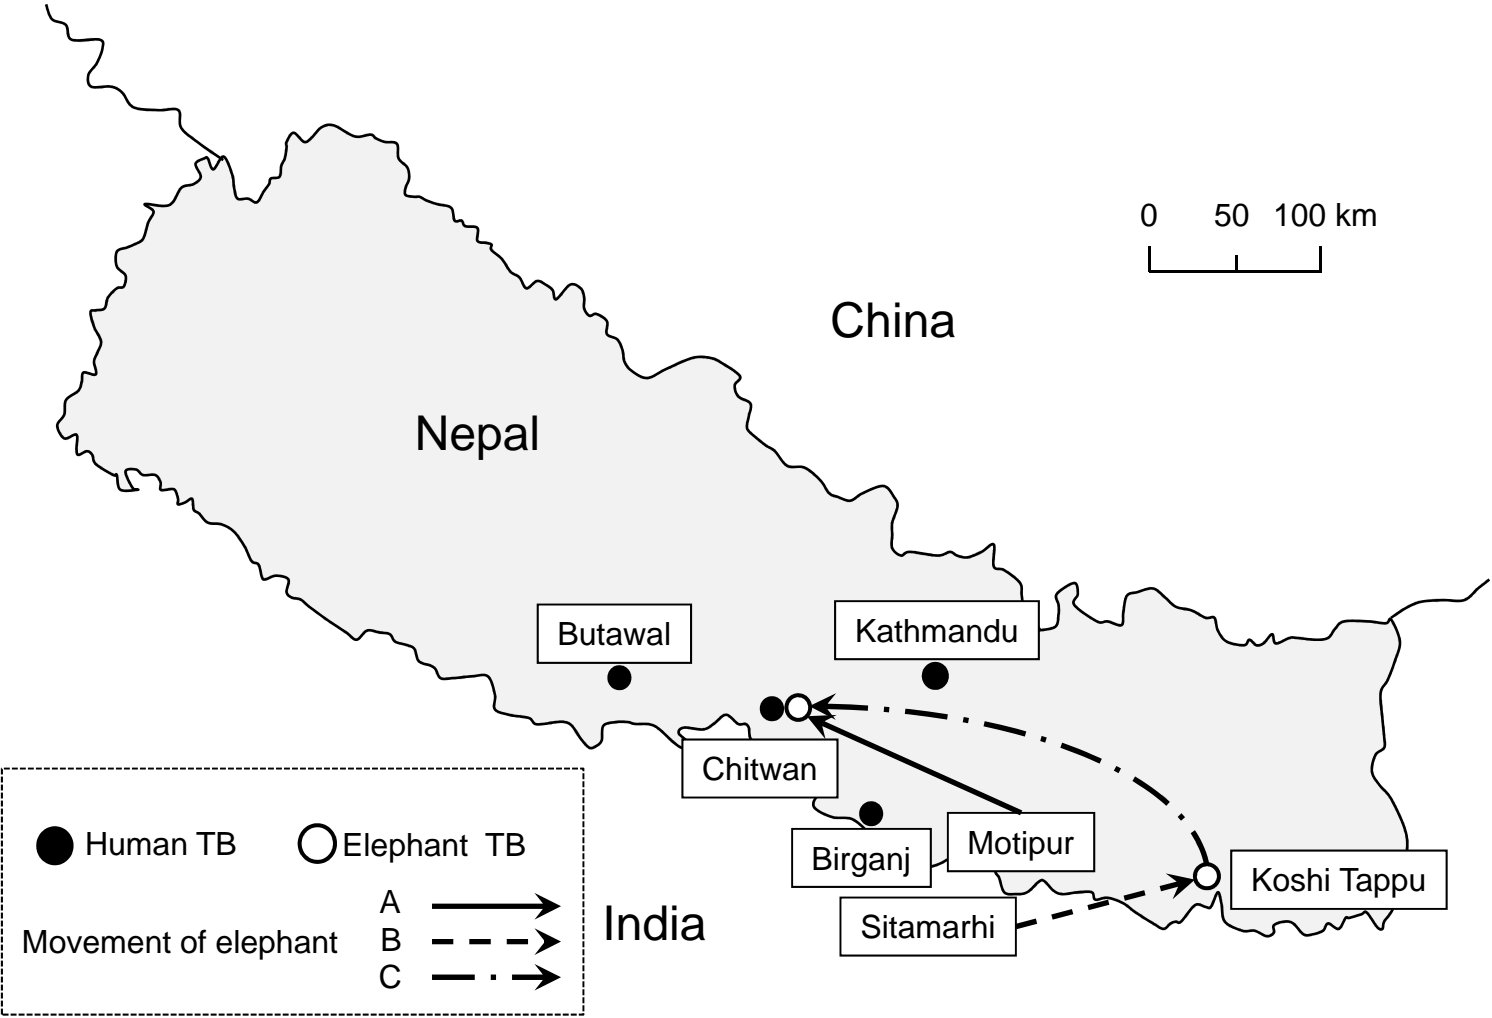 0 50 100 km
China
Nepal
Butawal
Kathmandu
Chitwan
Birganj
Motipur
Koshi Tappu
Sitamarhi
India
Human TB
Elephant TB
Movement of elephant
A
B
C